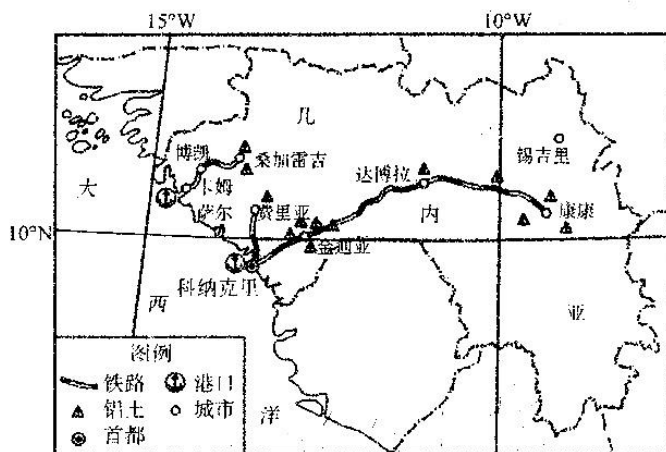 15°W
10°W
几
博凯
桑加雷吉
锡吉里
达博拉
大
卡姆
萨尔
费里亚
内
康康
10°N
金迪亚
科纳克里
西
亚
图例
铁路
港口
铝土
城市
洋
首都